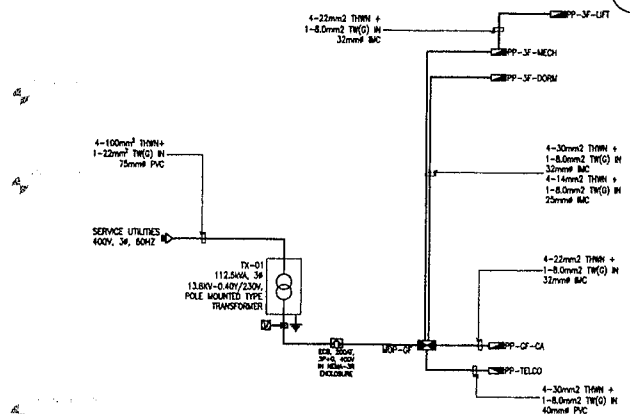 4-22mm2 THWN +
1-8.0mm2 TW(G) IN
32mmø IMC
PP-3F-LIFT
PP-3F-MECH
PP-3F-DORM
4-100mm² THWN+
1-22mm² TW(G) IN
75mmø PVC
4-30mm2 THWN +
1-8.0mm2 TW(G) IN
32mmø IMC
4-14mm2 THWN +
1-8.0mm2 TW(G) IN
25mmø IMC
SERVICE UTILITIES
400V, 3ø, 60HZ
TX-01
112.5kVA, 3ø
13.8KV-0.40Y/230V,
POLE MOUNTED TYPE
TRANSFORMER
4-22mm2 THWN +
1-8.0mm2 TW(G) IN
32mmø IMC
MDP-GF
PP-GF-CA
ECB, 200AT,
3P+G, 400V
IN NEMA-3R
ENCLOSURE
PP-TELCO
4-30mm2 THWN +
1-8.0mm2 TW(G) IN
40mmø PVC